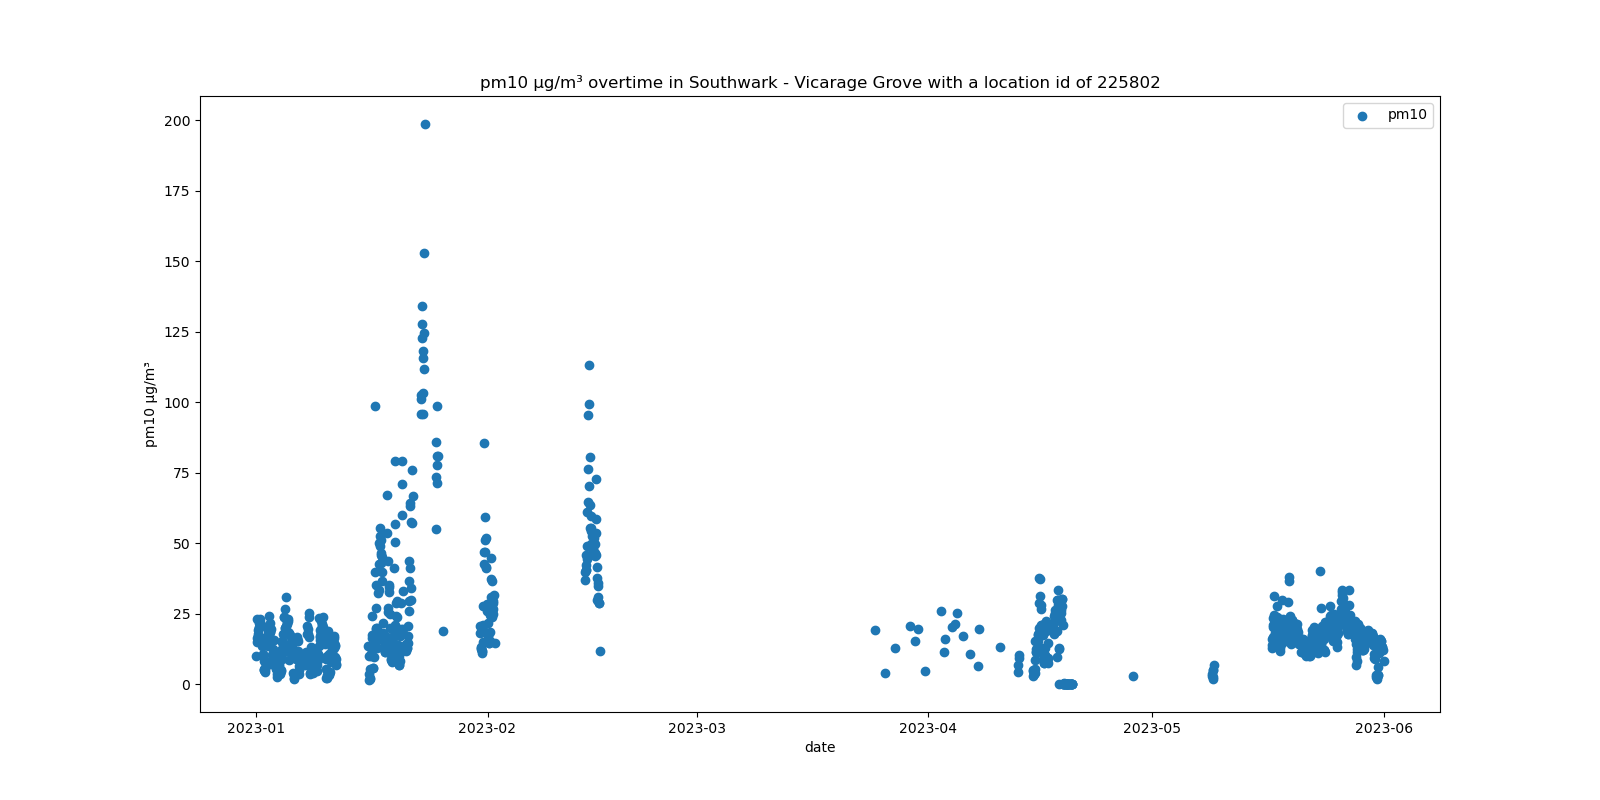 pm10 µg/m³ overtime in Southwark - Vicarage Grove with a location id of 225802
pm10
200
175
150
125
100
75
50
25
0
pm10 µg/m³
2023-01 2023-02 2023-03 2023-04 2023-05 2023-06
date